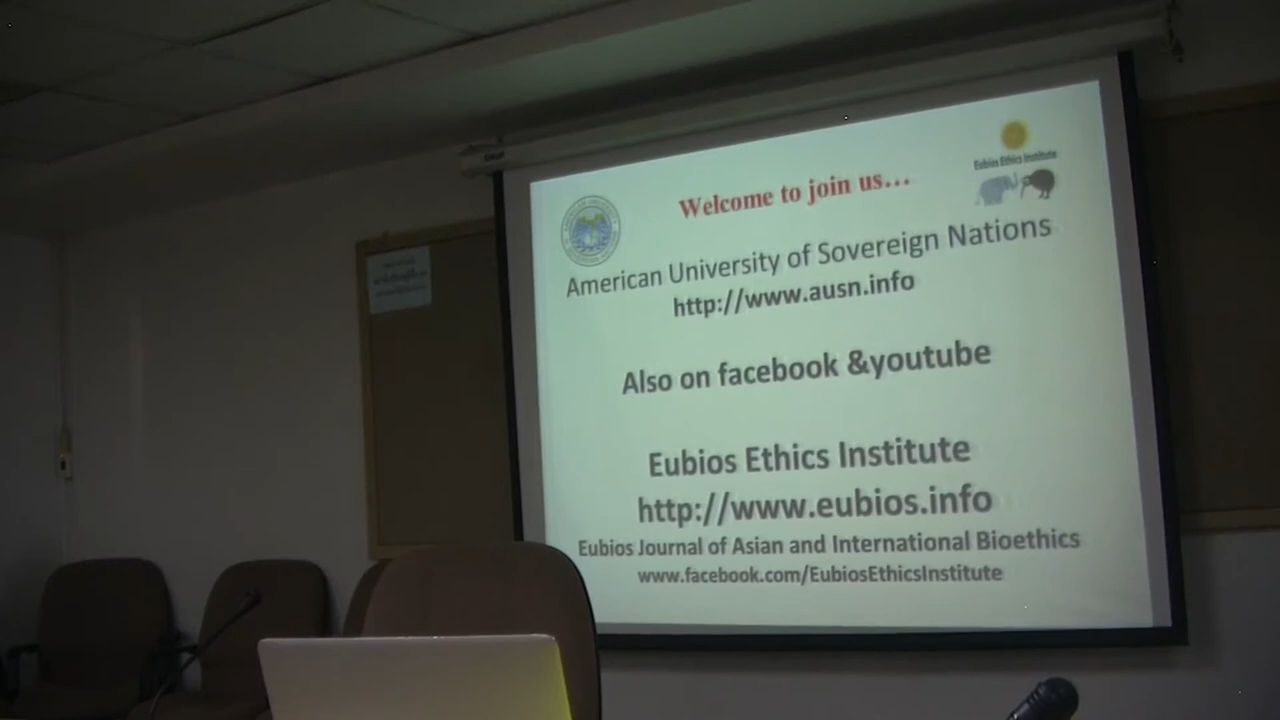 Welcome to join us...
Eubios Ethics Institute
American University of Sovereign Nations
http://www.ausn.info
Also on facebook &youtube
Eubios Ethics Institute
http://www.eubios.info
Eubios Journal of Asian and International Bioethics
www.facebook.com/EubiosEthicsInstitute